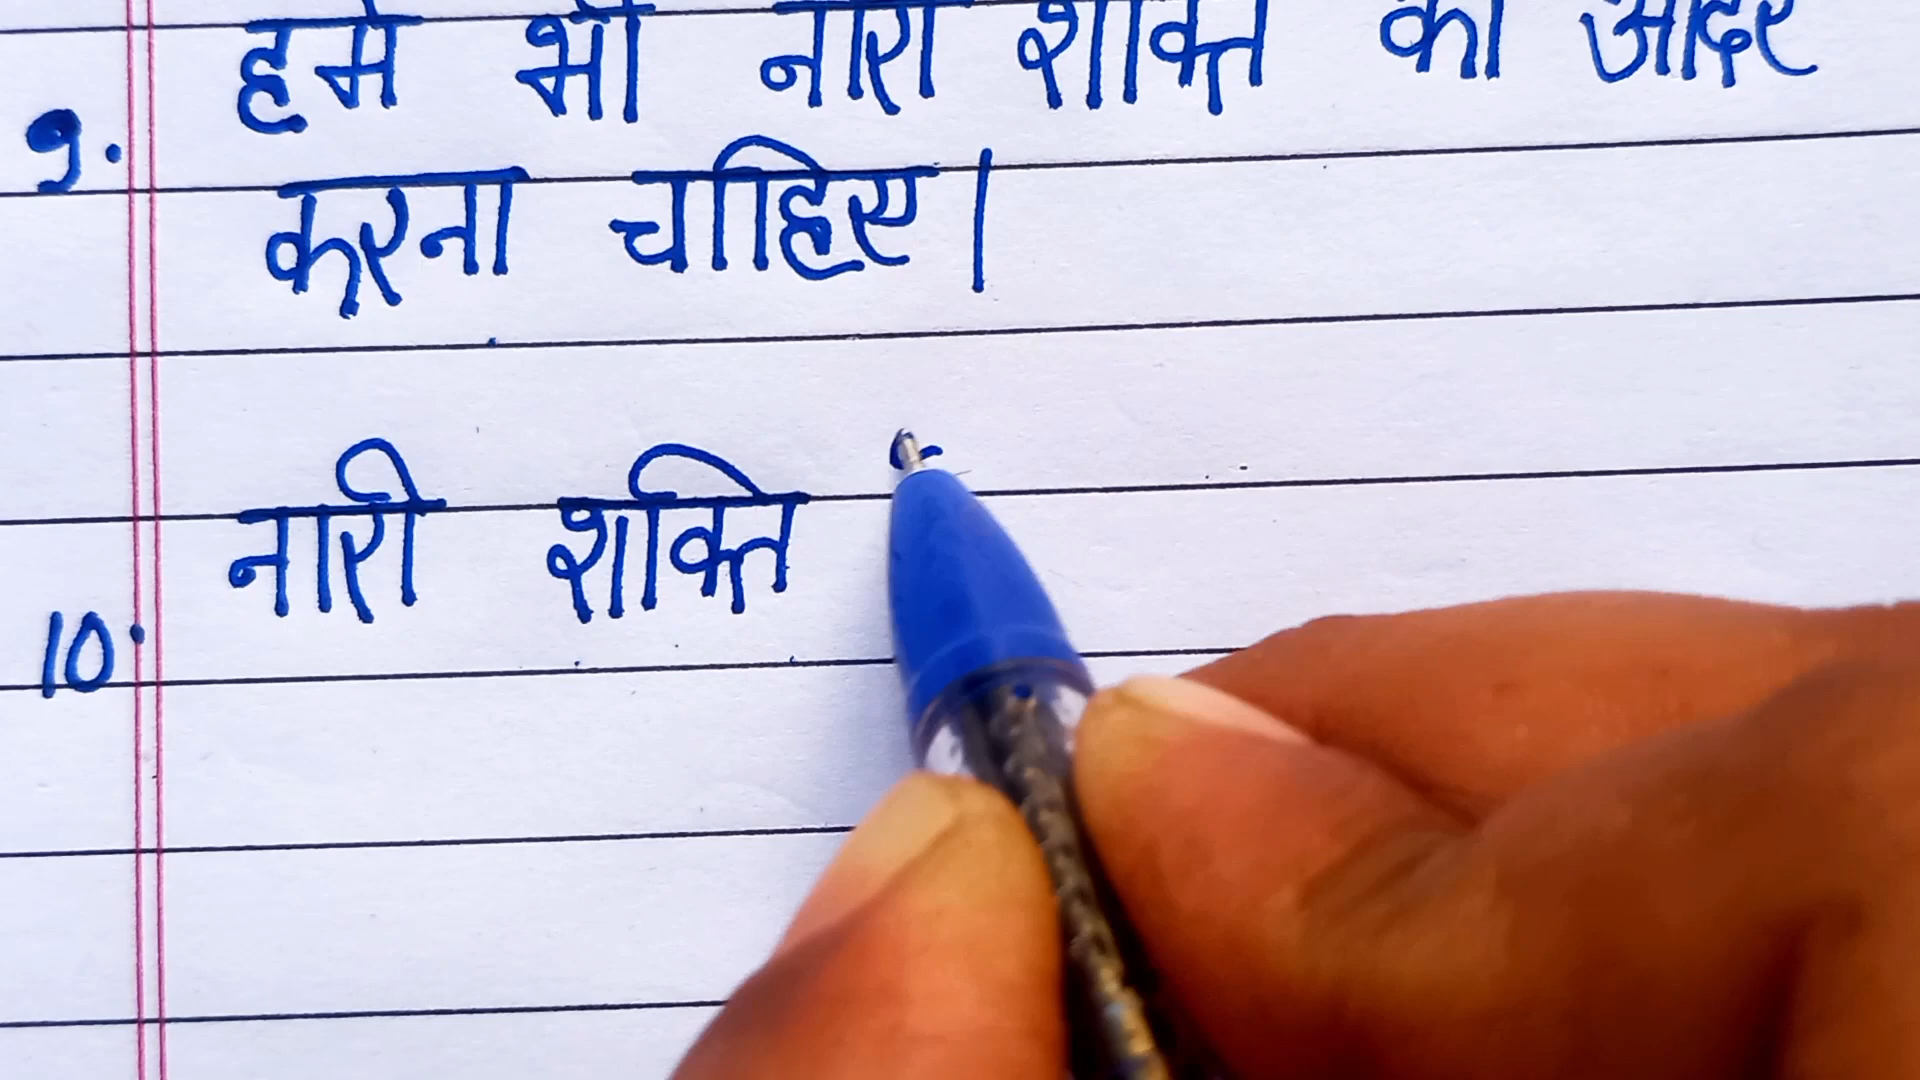 हमे भी नारी शक्ति का आदर
9. करना चाहिए।
नारी शक्ति
10.